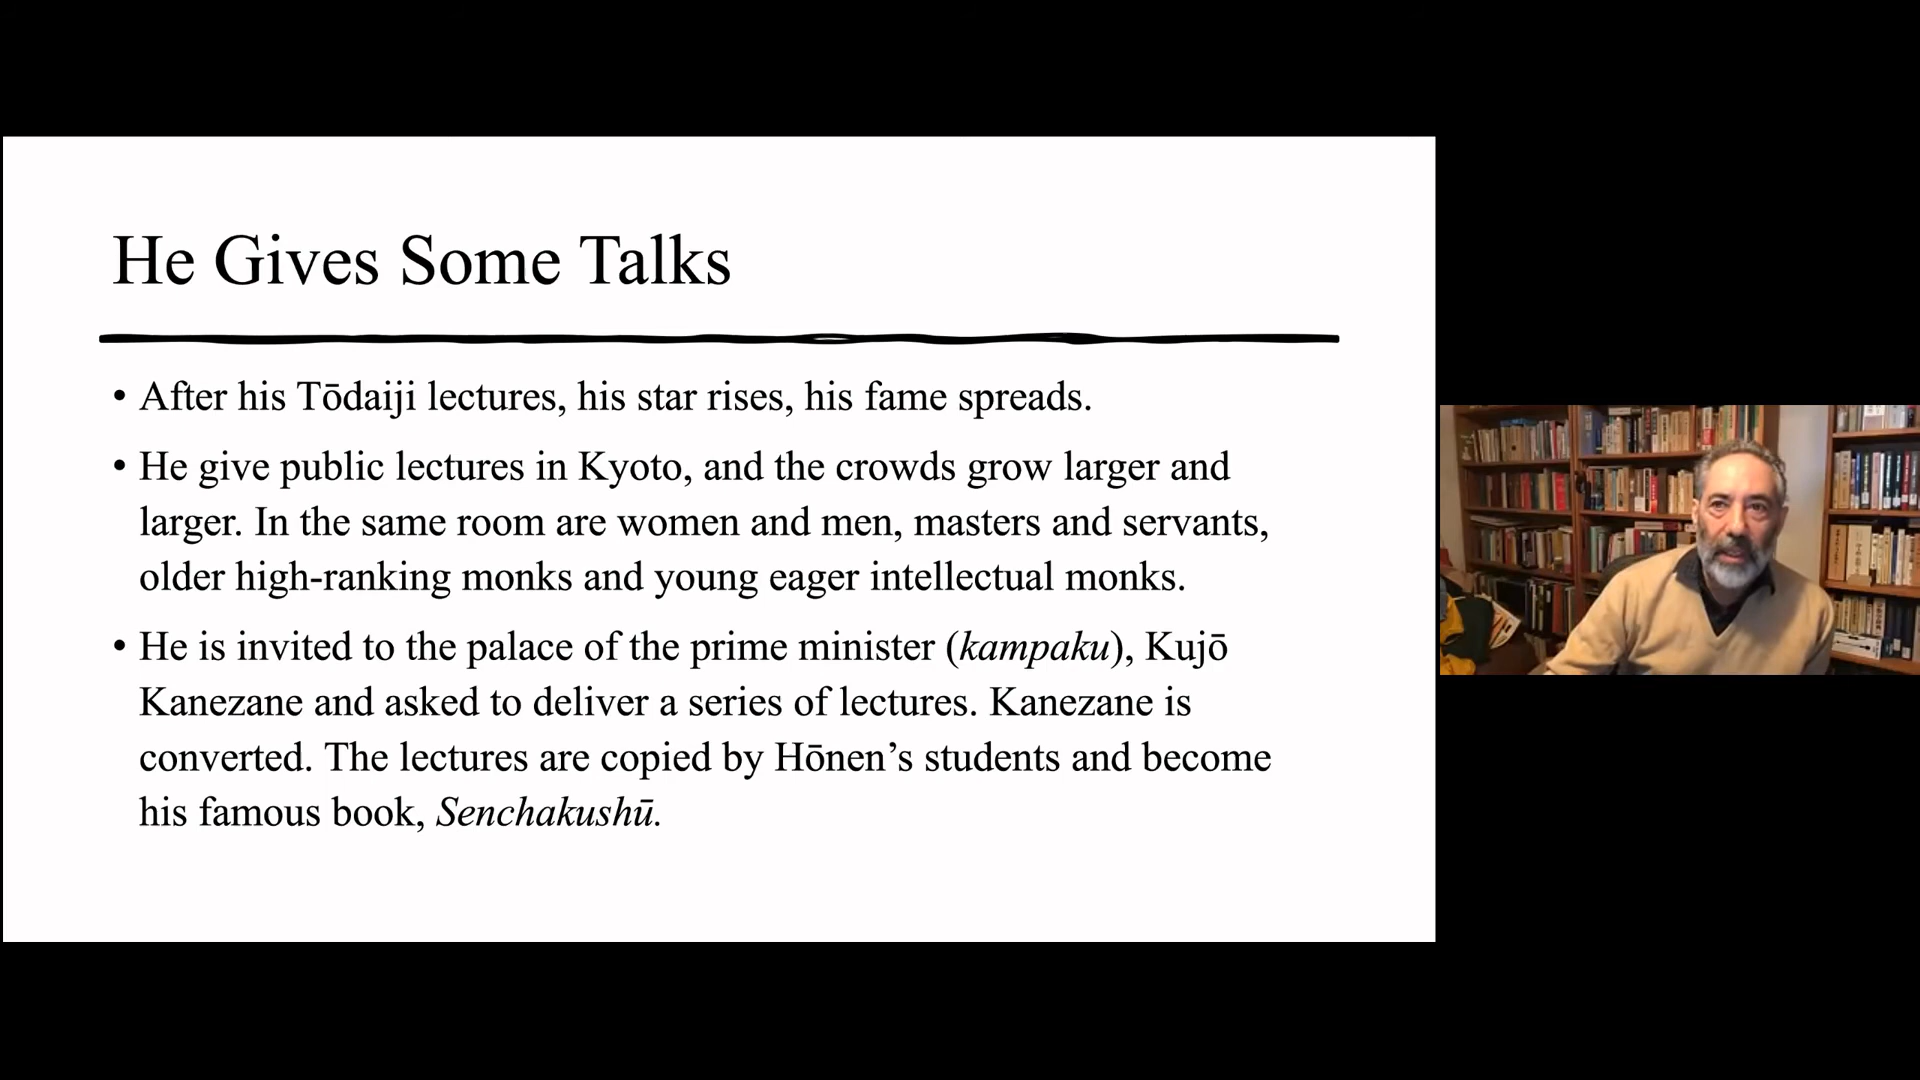 He Gives Some Talks
• After his Tōdaiji lectures, his star rises, his fame spreads.
• He give public lectures in Kyoto, and the crowds grow larger and
larger. In the same room are women and men, masters and servants,
older high-ranking monks and young eager intellectual monks.
• He is invited to the palace of the prime minister (kampaku), Kujō
Kanezane and asked to deliver a series of lectures. Kanezane is
converted. The lectures are copied by Hōnen’s students and become
his famous book, Senchakushū.